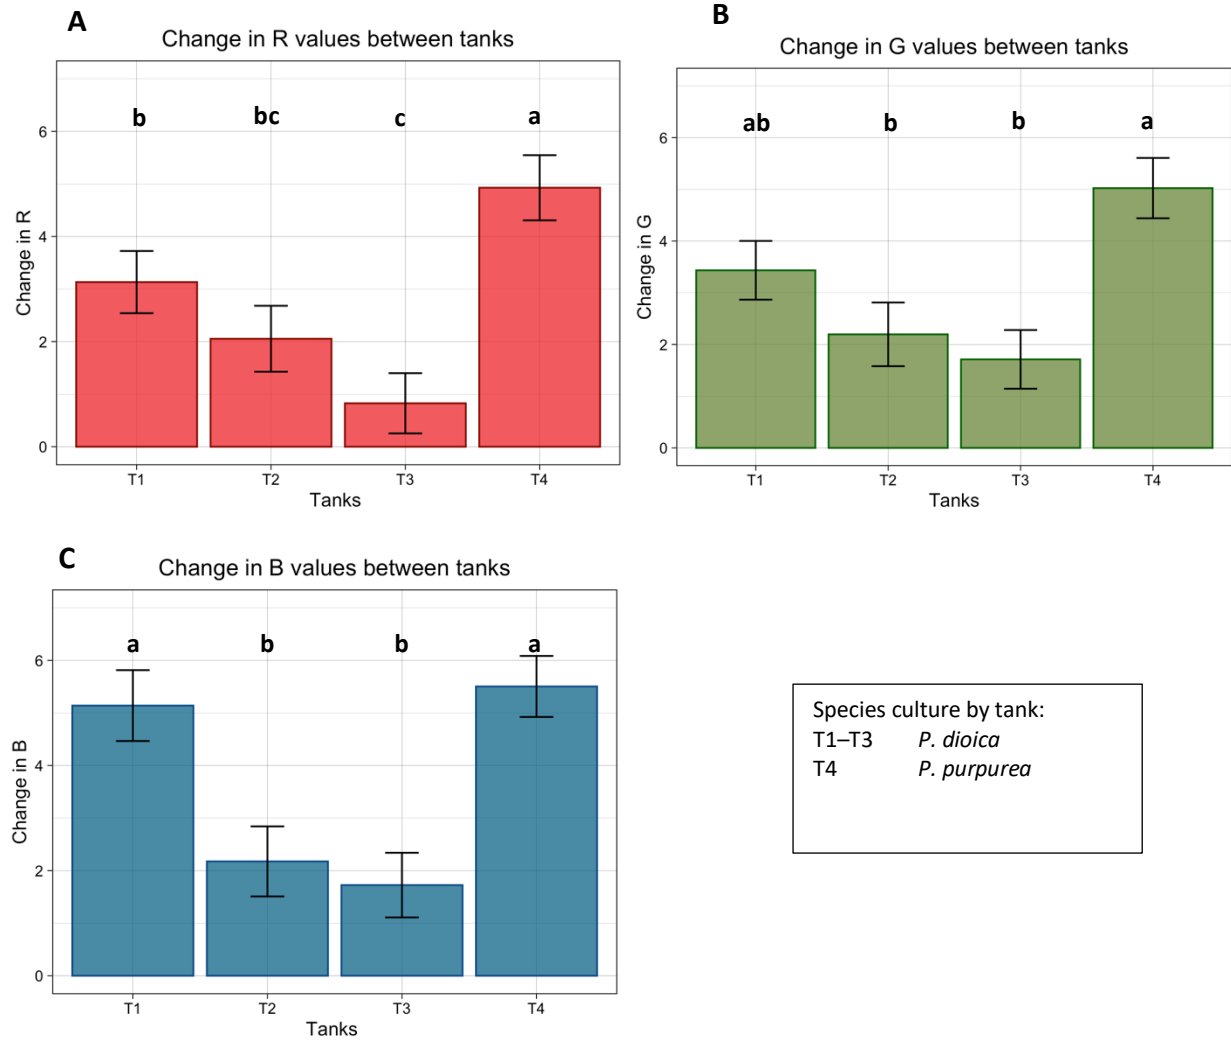 A
Change in R values between tanks
b bc c a
6
4
2
0
Change in R
T1 T2 T3 T4
Tanks
B
Change in G values between tanks
ab b b a
6
4
2
0
Change in G
T1 T2 T3 T4
Tanks
C
Change in B values between tanks
a b b a
6
4
2
0
Change in B
T1 T2 T3 T4
Tanks
Species culture by tank:
T1–T3 P. dioica
T4 P. purpurea